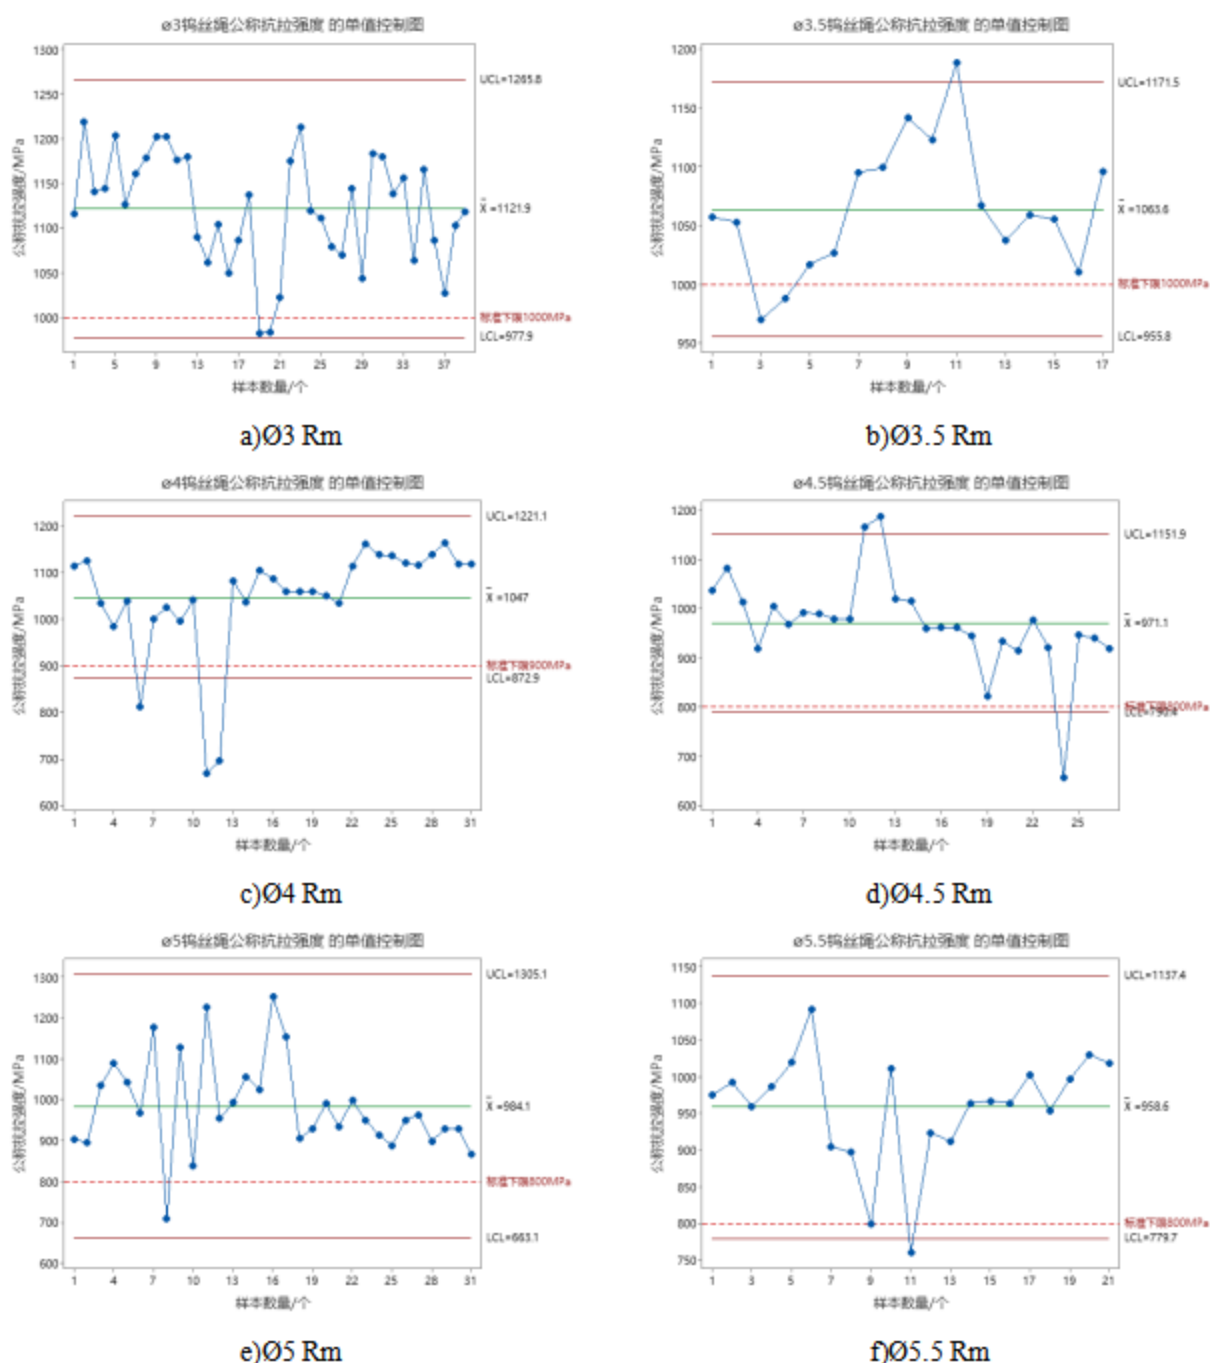 ø3钨丝绳公称抗拉强度 的单值控制图
公称抗拉强度/MPa
1300
1250
1200
1150
1100
1050
1000
UCL=1265.8
X̄ =1121.9
标准下限1000MPa
LCL=977.9
1 5 9 13 17 21 25 29 33 37
样本数量/个
a)Ø3 Rm
ø3.5钨丝绳公称抗拉强度 的单值控制图
公称抗拉强度/MPa
1200
1150
1100
1050
1000
950
UCL=1171.5
X̄ =1063.6
标准下限1000MPa
LCL=955.8
1 3 5 7 9 11 13 15 17
样本数量/个
b)Ø3.5 Rm
ø4钨丝绳公称抗拉强度 的单值控制图
公称抗拉强度/MPa
1200
1100
1000
900
800
700
600
UCL=1221.1
X̄ =1047
标准下限900MPa
LCL=872.9
1 4 7 10 13 16 19 22 25 28 31
样本数量/个
c)Ø4 Rm
ø4.5钨丝绳公称抗拉强度 的单值控制图
公称抗拉强度/MPa
1200
1100
1000
900
800
700
600
UCL=1151.9
X̄ =971.1
标准下限800MPa
LCL=790.4
1 4 7 10 13 16 19 22 25
样本数量/个
d)Ø4.5 Rm
ø5钨丝绳公称抗拉强度 的单值控制图
公称抗拉强度/MPa
1300
1200
1100
1000
900
800
700
600
UCL=1305.1
X̄ =984.1
标准下限800MPa
LCL=663.1
1 4 7 10 13 16 19 22 25 28 31
样本数量/个
e)Ø5 Rm
ø5.5钨丝绳公称抗拉强度 的单值控制图
公称抗拉强度/MPa
1150
1100
1050
1000
950
900
850
800
750
UCL=1137.4
X̄ =958.6
标准下限800MPa
LCL=779.7
1 3 5 7 9 11 13 15 17 19 21
样本数量/个
f)Ø5.5 Rm